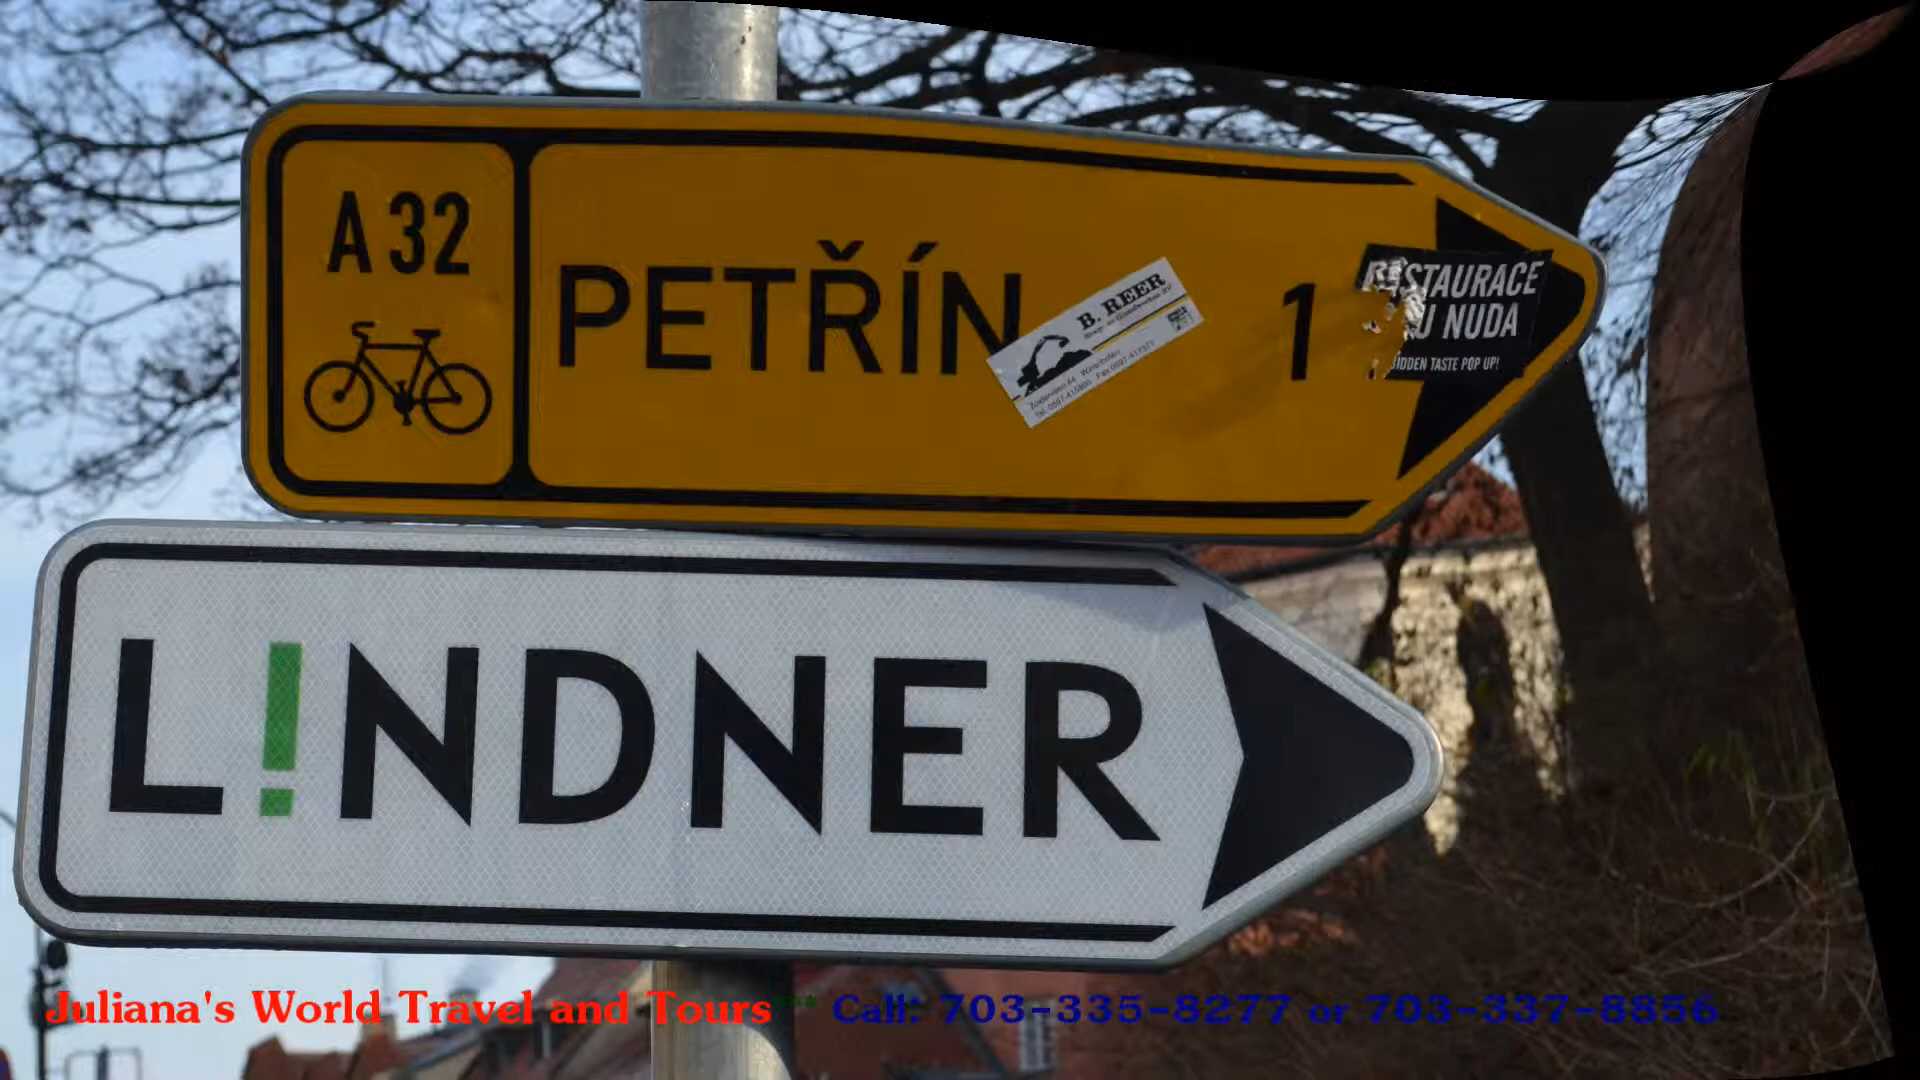 A 32
PETŘÍN
1
B. REER
RESTAURACE
U NUDA
IDDEN TASTE POP UP!
L!NDNER
Juliana's World Travel and Tours *** Call: 703-335-8277 or 703-337-8856